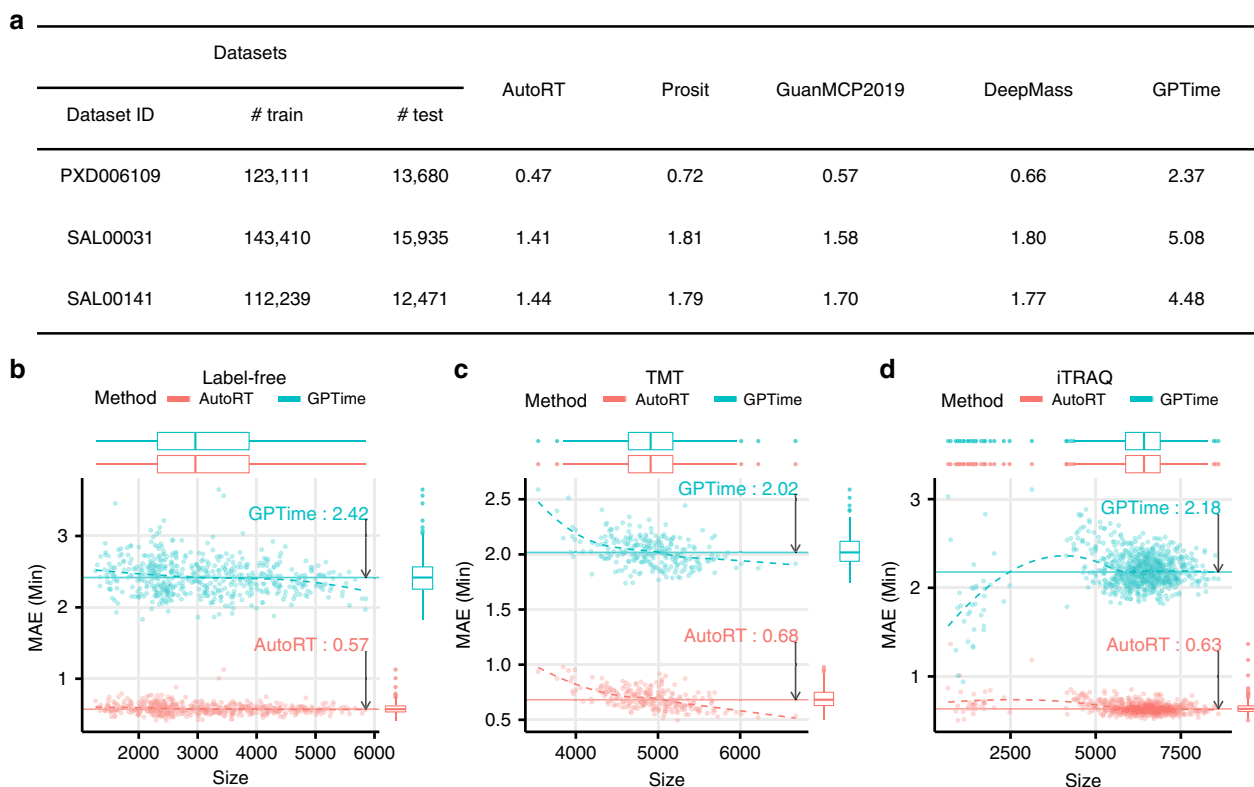 a
Datasets
AutoRT Prosit GuanMCP2019 DeepMass GPTime
Dataset ID # train # test
PXD006109 123,111 13,680 0.47 0.72 0.57 0.66 2.37
SAL00031 143,410 15,935 1.41 1.81 1.58 1.80 5.08
SAL00141 112,239 12,471 1.44 1.79 1.70 1.77 4.48
b
Label-free
Method AutoRT GPTime
MAE (Min)
3
2
1
GPTime : 2.42
AutoRT : 0.57
2000 3000 4000 5000 6000
Size
c
TMT
Method AutoRT GPTime
MAE (Min)
2.5
2.0
1.5
1.0
0.5
GPTime : 2.02
AutoRT : 0.68
4000 5000 6000
Size
d
iTRAQ
Method AutoRT GPTime
MAE (Min)
3
2
1
GPTime : 2.18
AutoRT : 0.63
2500 5000 7500
Size